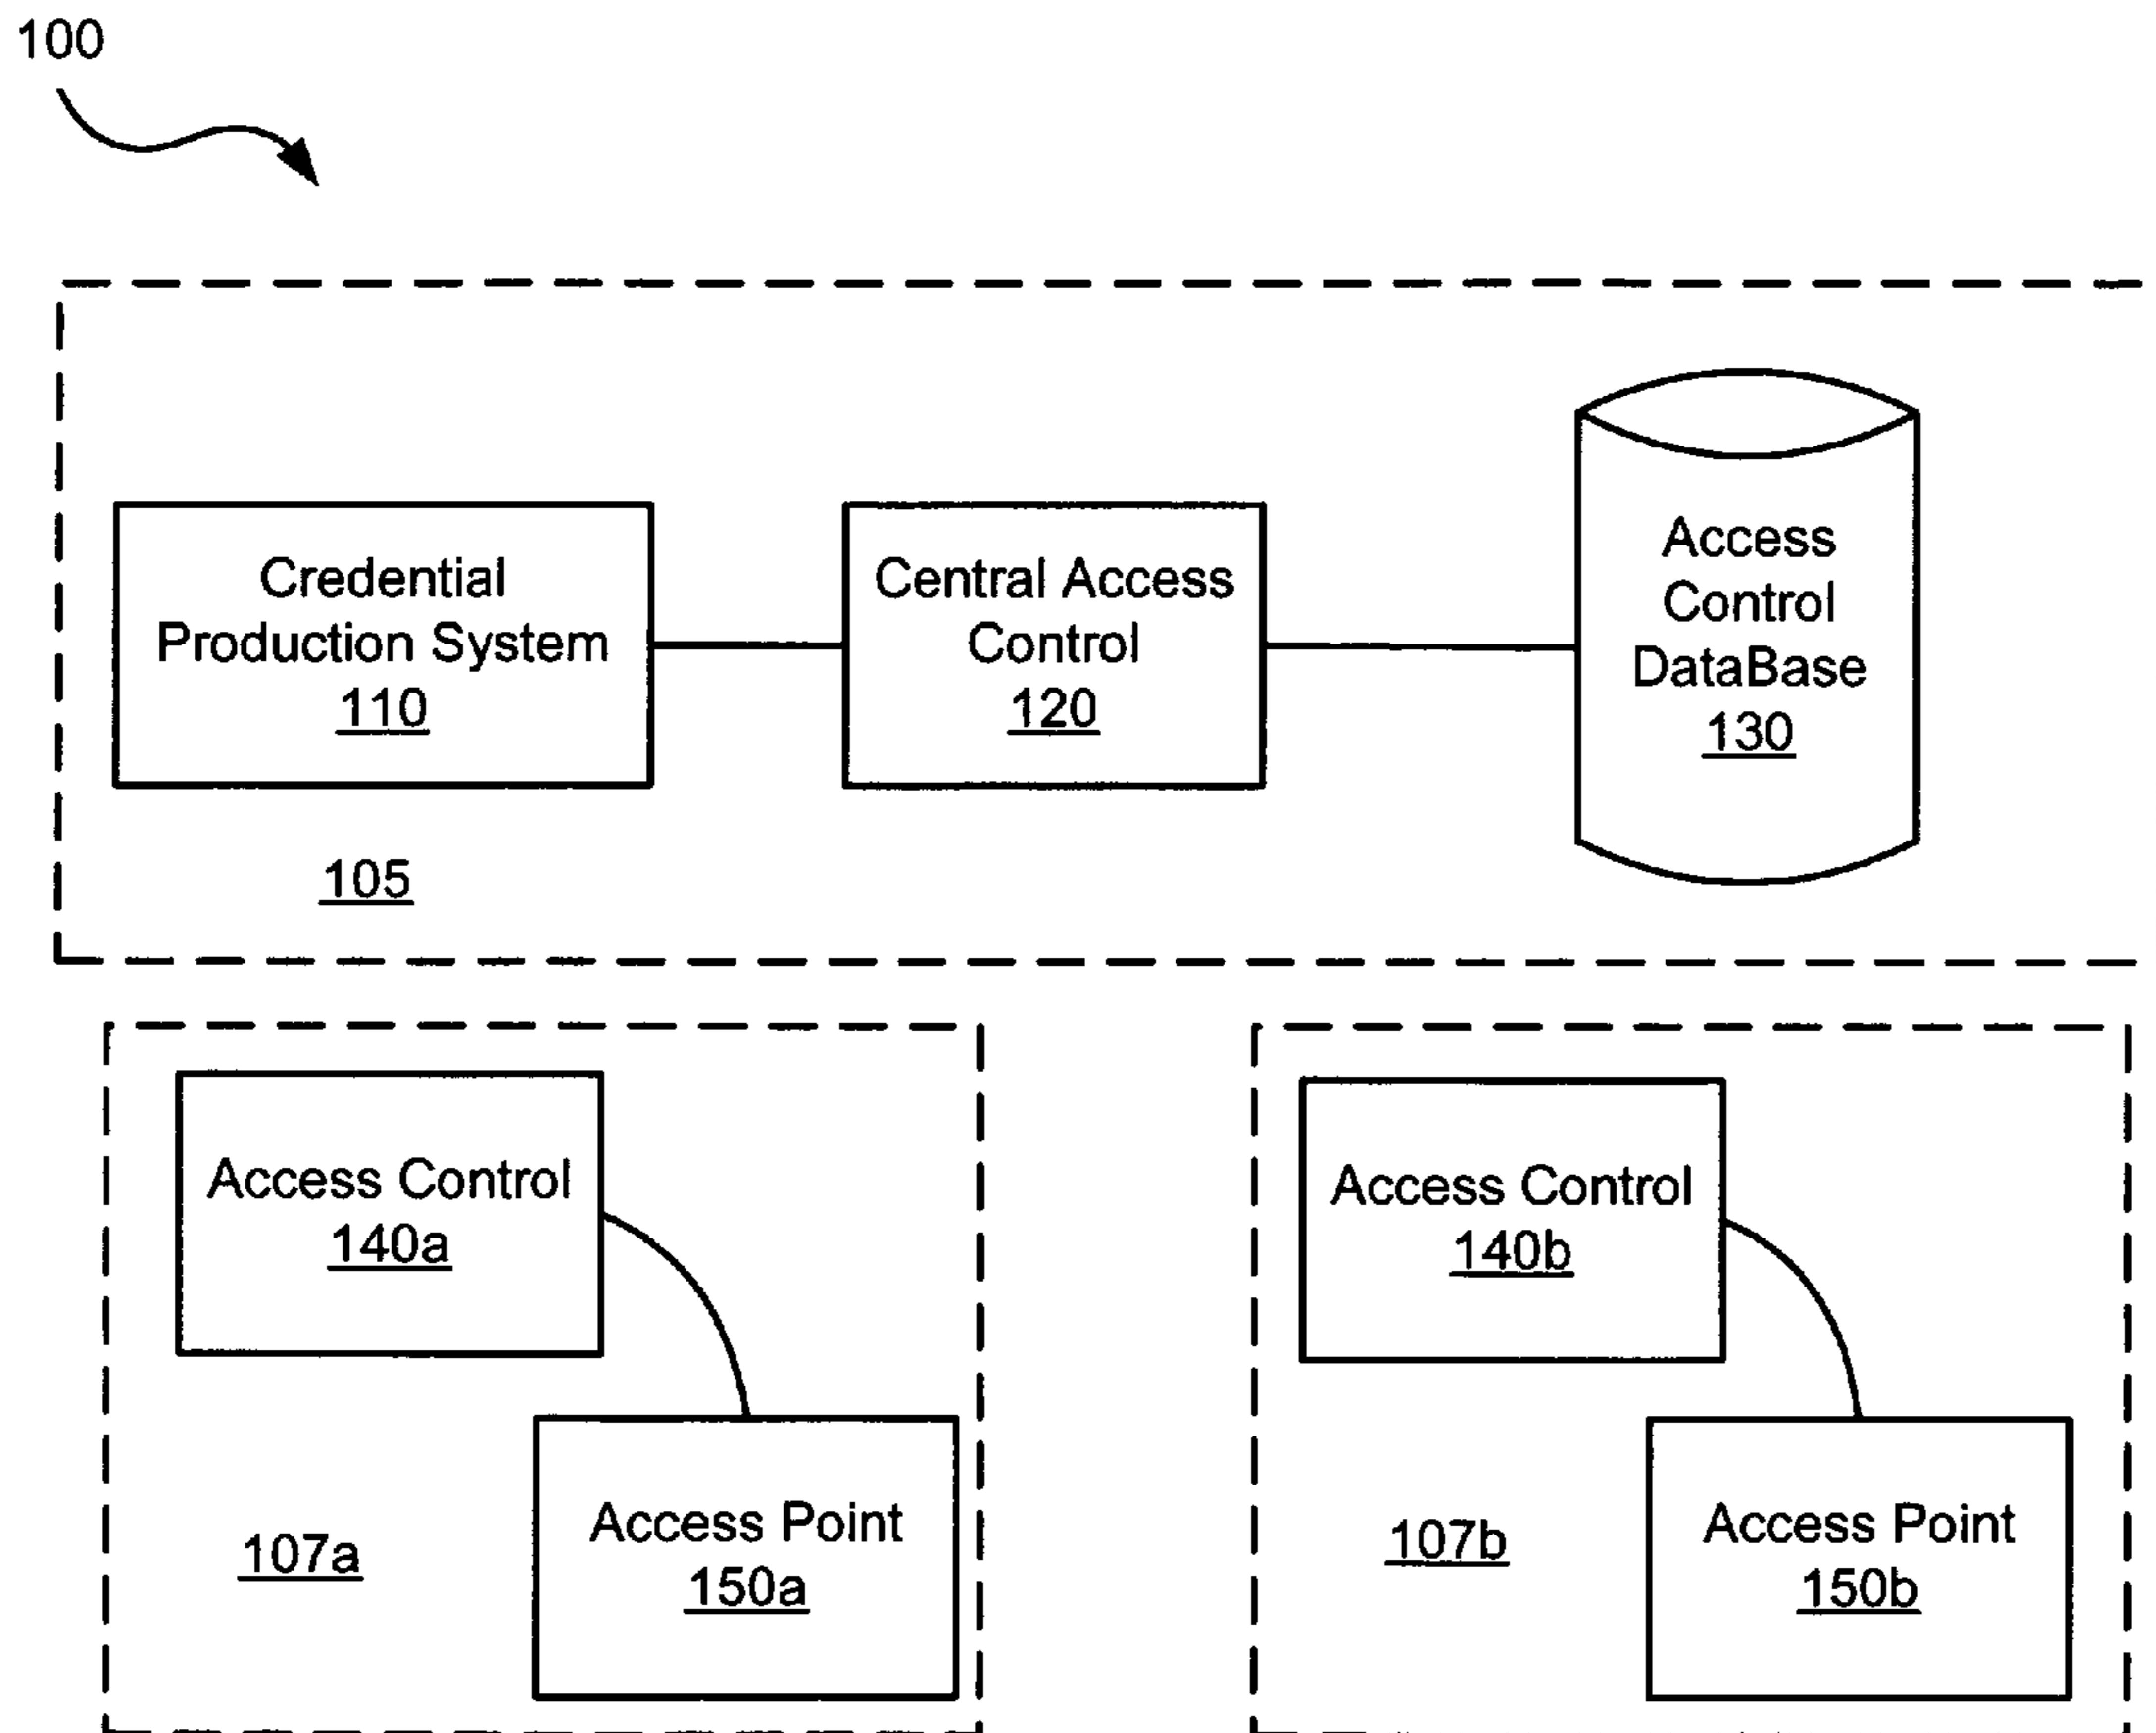 100
Credential
Production System
110
Central Access
Control
120
Access
Control
DataBase
130
105
Access Control
140a
Access Point
150a
107a
Access Control
140b
Access Point
150b
107b